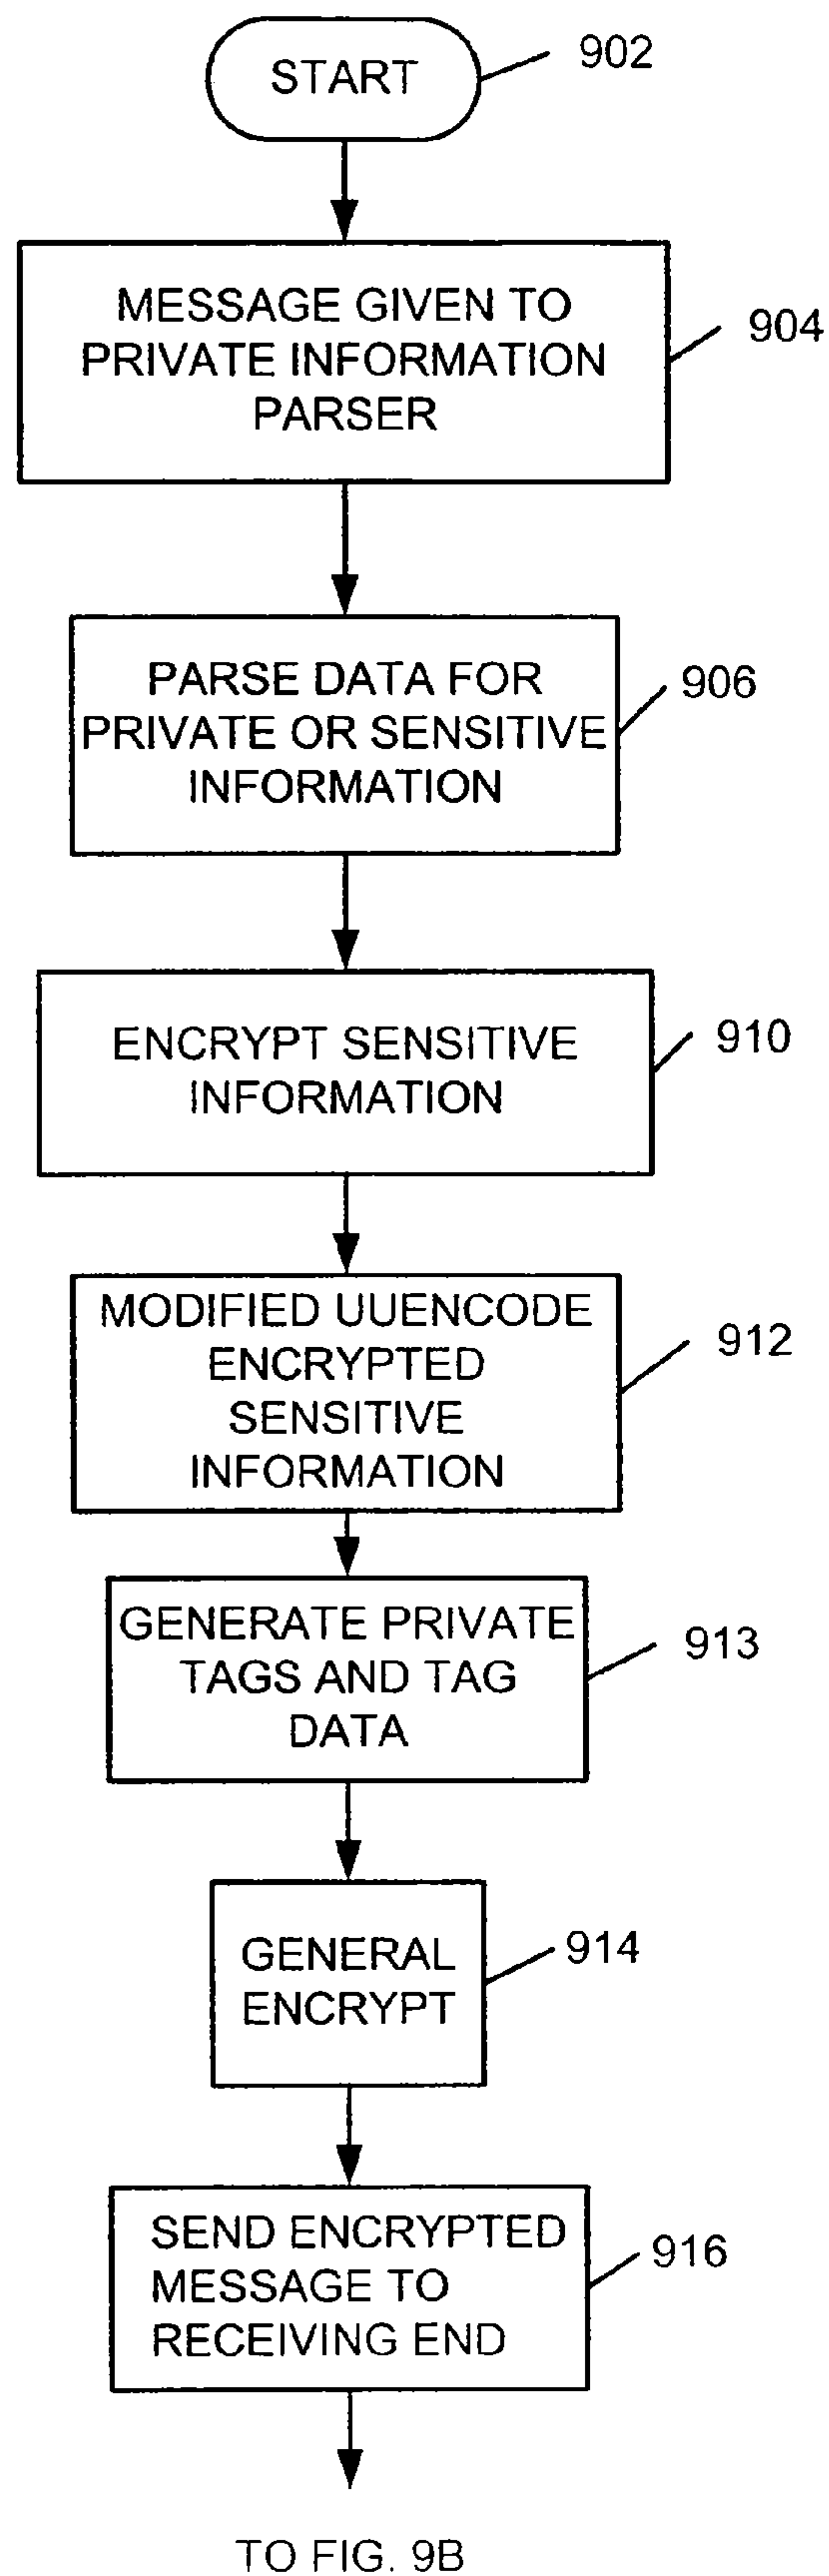 START
902
MESSAGE GIVEN TO
PRIVATE INFORMATION
PARSER
904
PARSE DATA FOR
PRIVATE OR SENSITIVE
INFORMATION
906
ENCRYPT SENSITIVE
INFORMATION
910
MODIFIED UUENCODE
ENCRYPTED
SENSITIVE
INFORMATION
912
GENERATE PRIVATE
TAGS AND TAG
DATA
913
GENERAL
ENCRYPT
914
SEND ENCRYPTED
MESSAGE TO
RECEIVING END
916
TO FIG. 9B